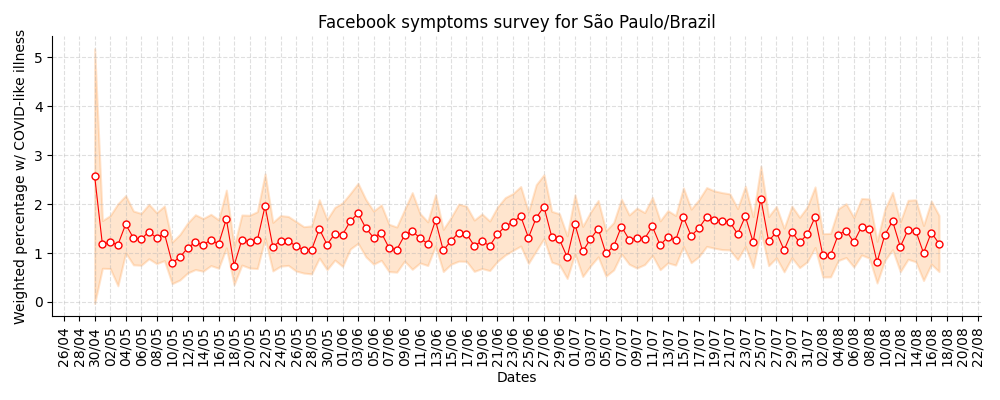 Facebook symptoms survey for São Paulo/Brazil
Weighted percentage w/ COVID-like illness
5
4
3
2
1
0
26/04 28/04 30/04 02/05 04/05 06/05 08/05 10/05 12/05 14/05 16/05 18/05 20/05 22/05 24/05 26/05 28/05 30/05 01/06 03/06 05/06 07/06 09/06 11/06 13/06 15/06 17/06 19/06 21/06 23/06 25/06 27/06 29/06 01/07 03/07 05/07 07/07 09/07 11/07 13/07 15/07 17/07 19/07 21/07 23/07 25/07 27/07 29/07 31/07 02/08 04/08 06/08 08/08 10/08 12/08 14/08 16/08 18/08 20/08 22/08
Dates